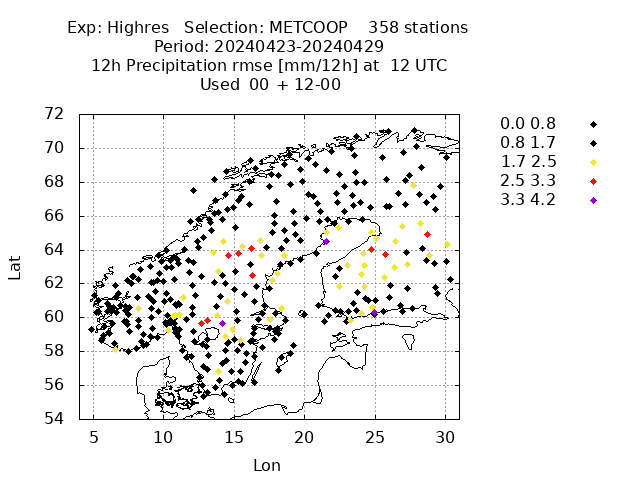 Exp: Highres   Selection: METCOOP    358 stations
Period: 20240423-20240429
12h Precipitation rmse [mm/12h] at  12 UTC
Used  00 + 12-00
0.0 0.8
0.8 1.7
1.7 2.5
2.5 3.3
3.3 4.2
72
70
68
66
64
62
60
58
56
54
Lat
5 10 15 20 25 30
Lon